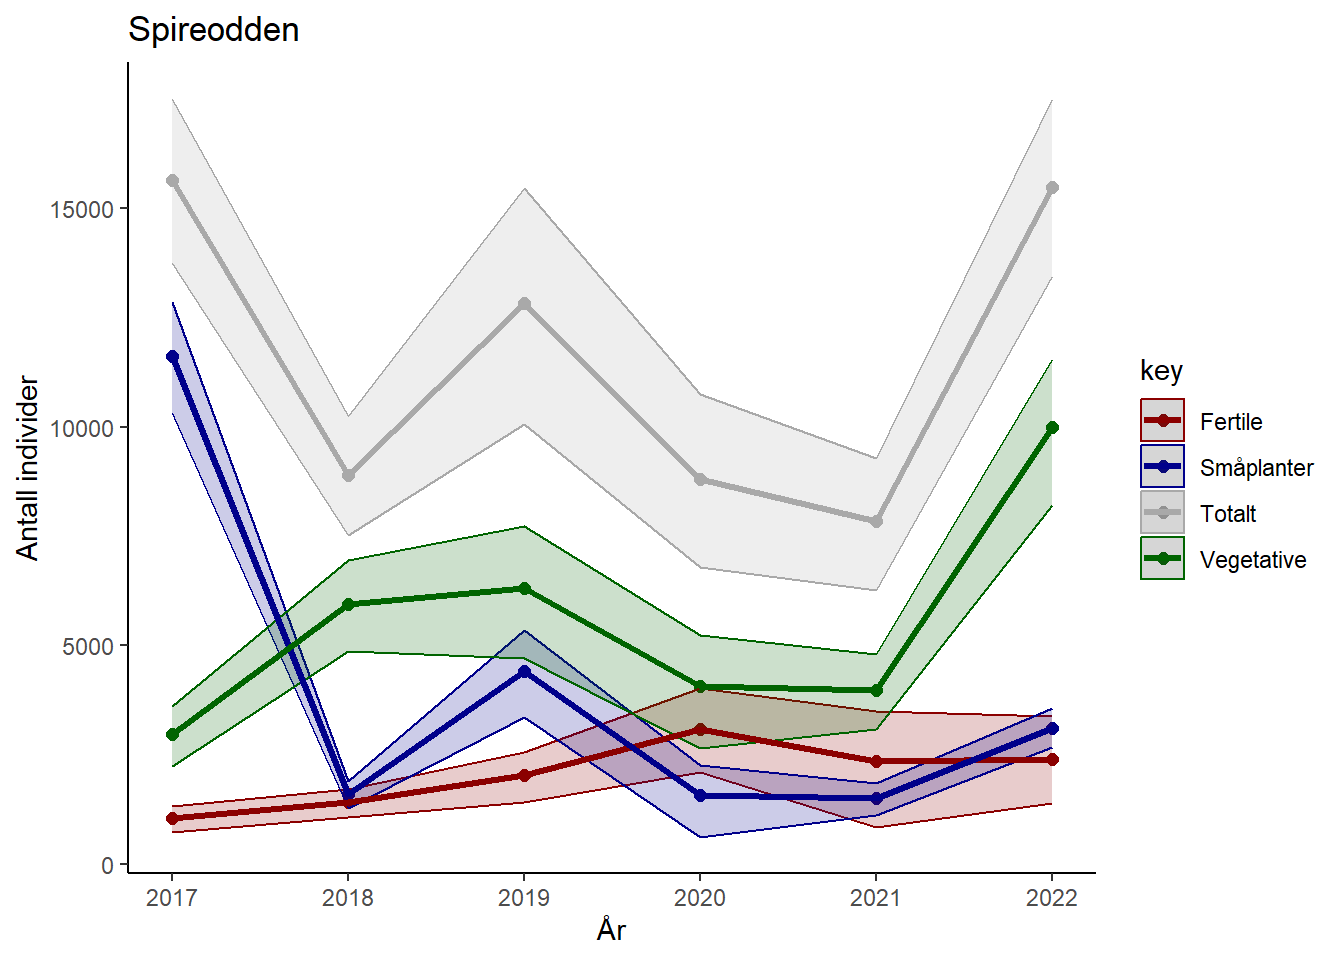 Spireodden
Antall individer
15000
10000
5000
0
2017 2018 2019 2020 2021 2022
År
key
Fertile
Småplanter
Totalt
Vegetative